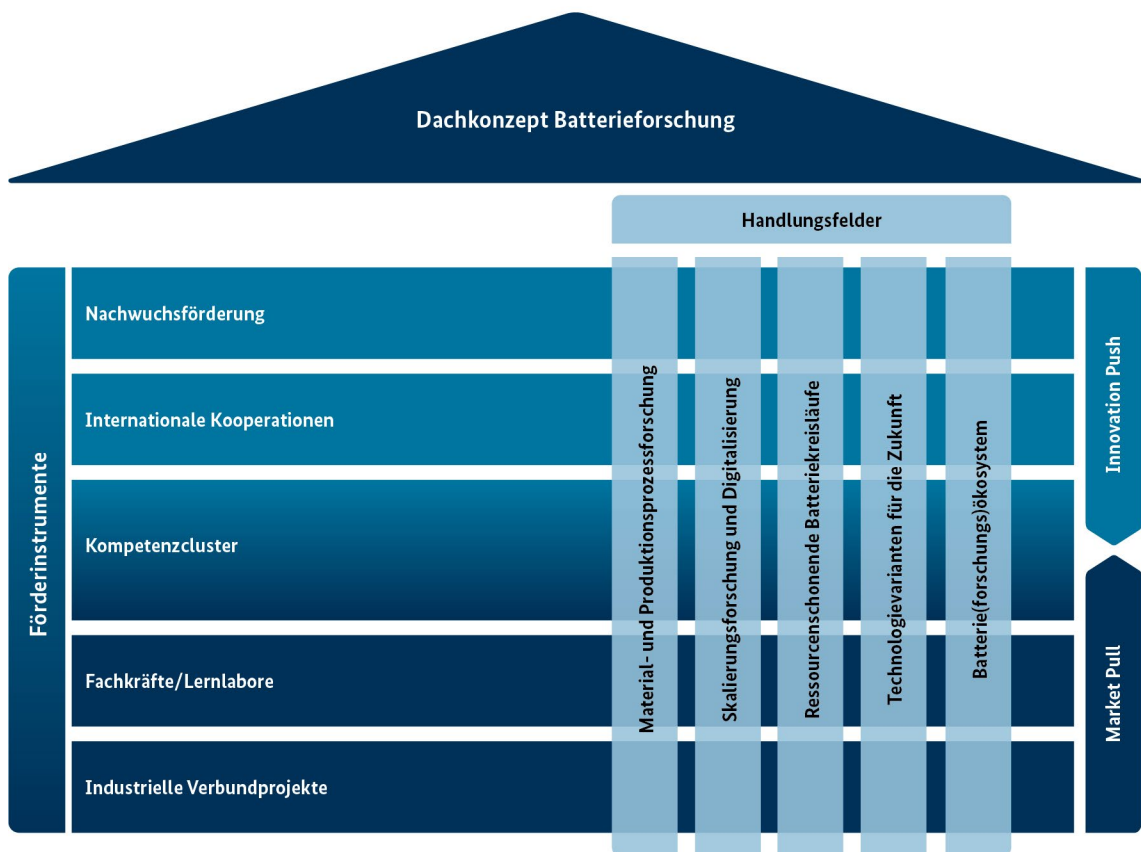 Dachkonzept Batterieforschung
Handlungsfelder
Förderinstrumente
Nachwuchsförderung
Internationale Kooperationen
Kompetenzcluster
Fachkräfte/Lernlabore
Industrielle Verbundprojekte
Material- und Produktionsprozessforschung
Skalierungsforschung und Digitalisierung
Ressourcenschonende Batteriekreisläufe
Technologievarianten für die Zukunft
Batterie(forschungs)ökosystem
Innovation Push
Market Pull